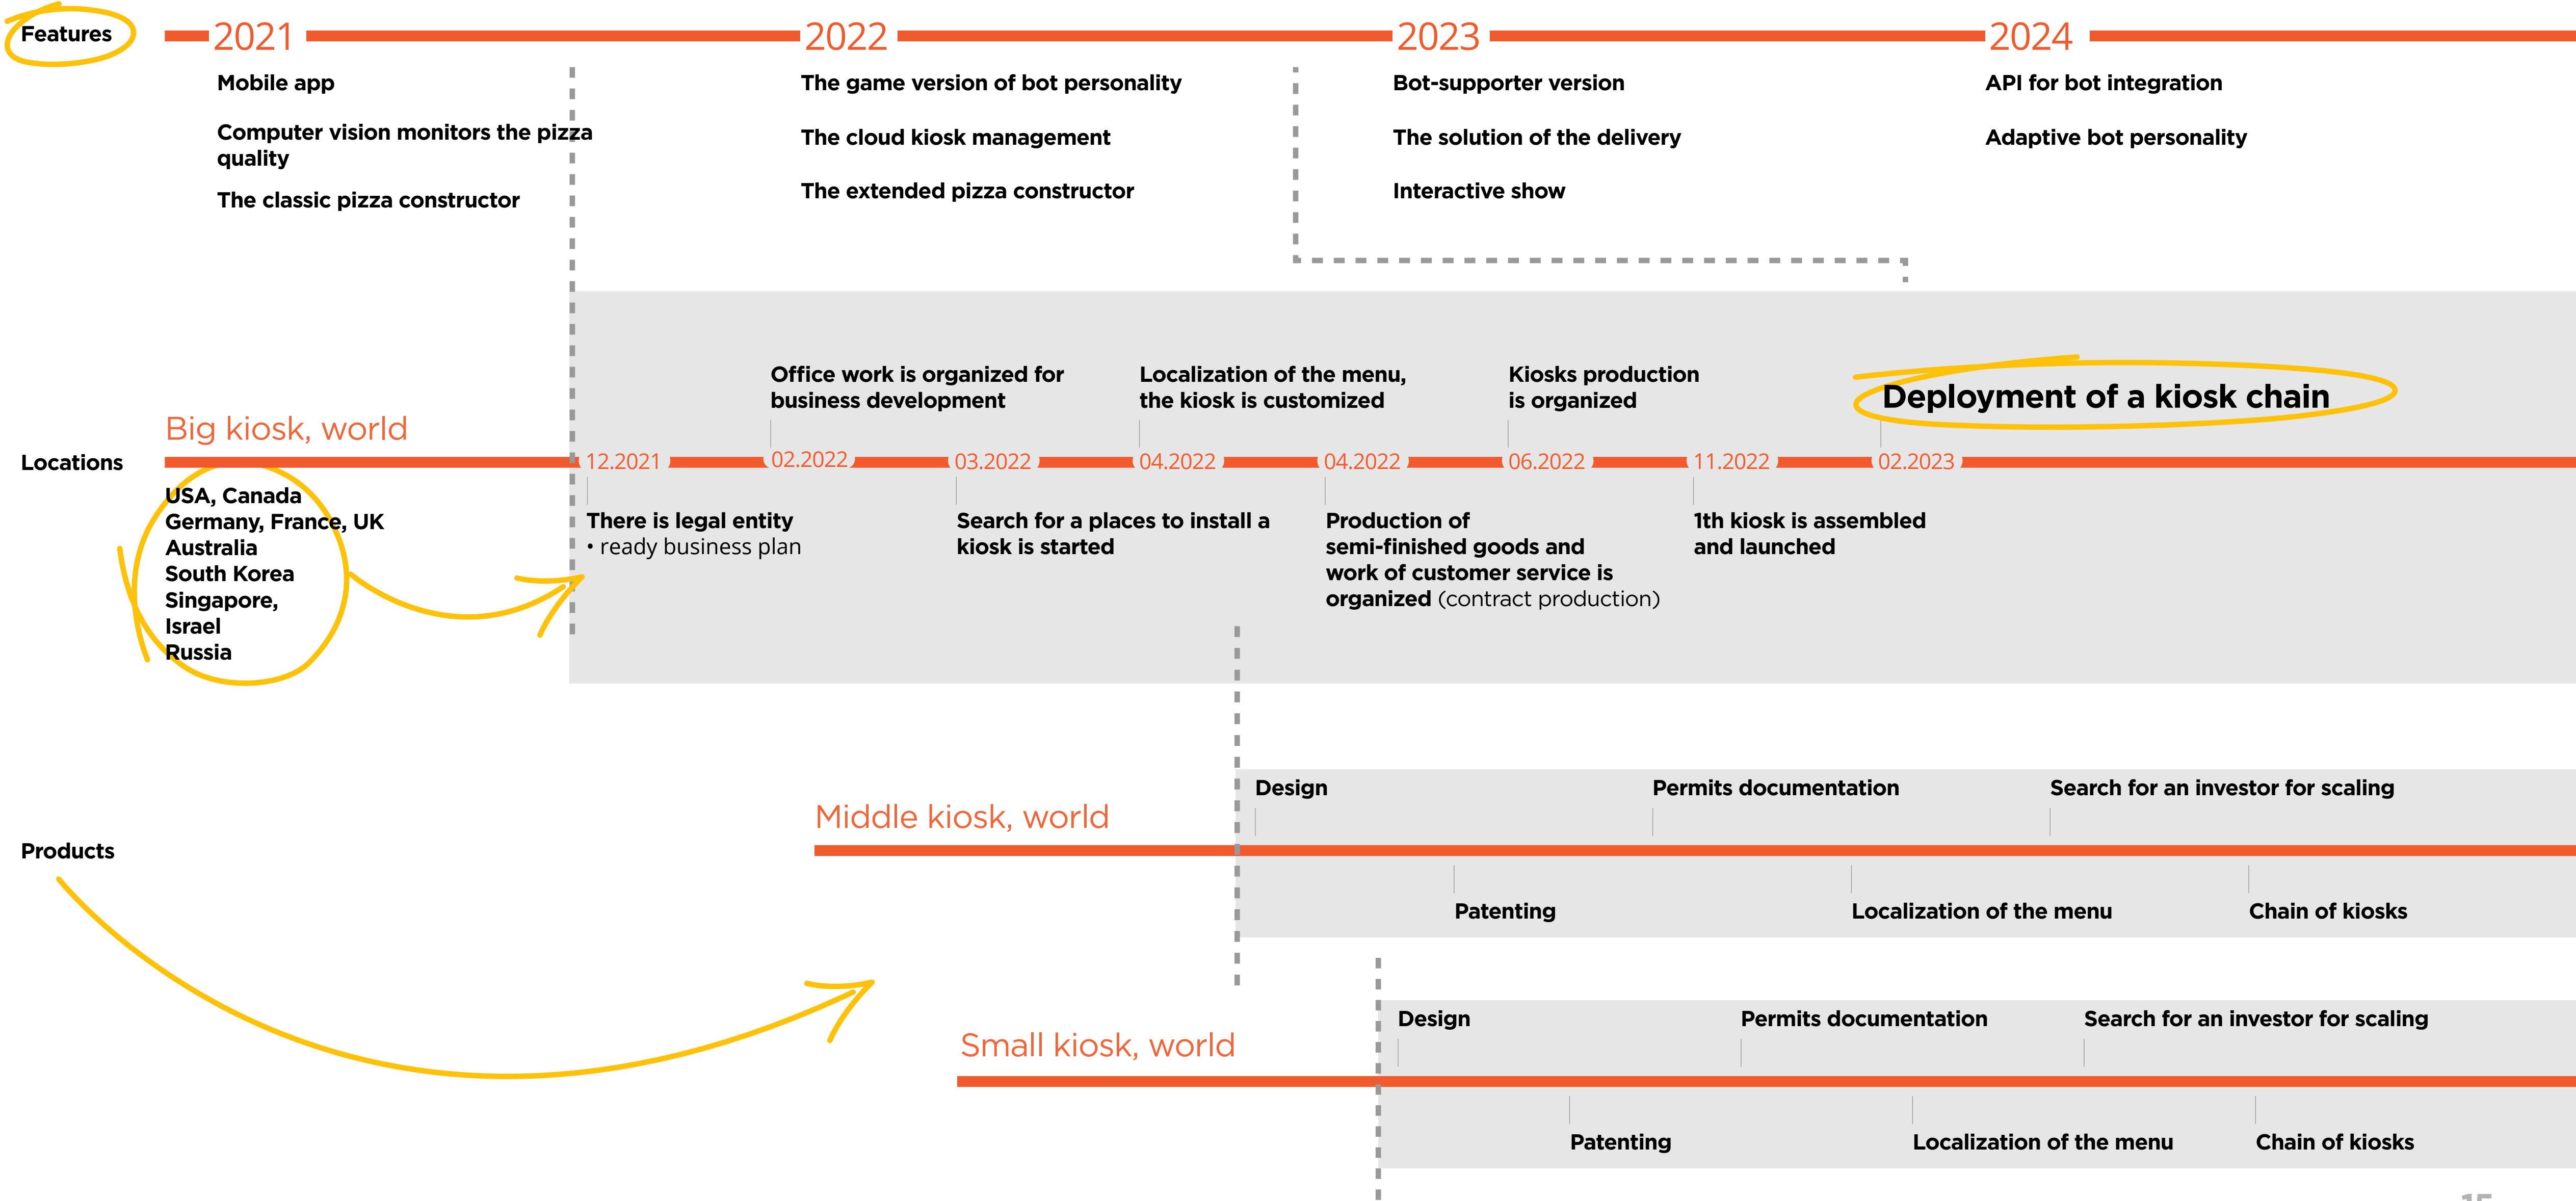 Features
2021
2022
2023
2024
Mobile app
Computer vision monitors the pizza
quality
The classic pizza constructor
The game version of bot personality
The cloud kiosk management
The extended pizza constructor
Bot-supporter version
The solution of the delivery
Interactive show
API for bot integration
Adaptive bot personality
Locations
Big kiosk, world
USA, Canada
Germany, France, UK
Australia
South Korea
Singapore,
Israel
Russia
12.2021
There is legal entity
• ready business plan
Office work is organized for
business development
02.2022
03.2022
Search for a places to install a
kiosk is started
Localization of the menu,
the kiosk is customized
04.2022
04.2022
Production of
semi-finished goods and
work of customer service is
organized (contract production)
Kiosks production
is organized
06.2022
11.2022
1th kiosk is assembled
and launched
Deployment of a kiosk chain
02.2023
Products
Middle kiosk, world
Design
Permits documentation
Search for an investor for scaling
Patenting
Localization of the menu
Chain of kiosks
Small kiosk, world
Design
Permits documentation
Search for an investor for scaling
Patenting
Localization of the menu
Chain of kiosks